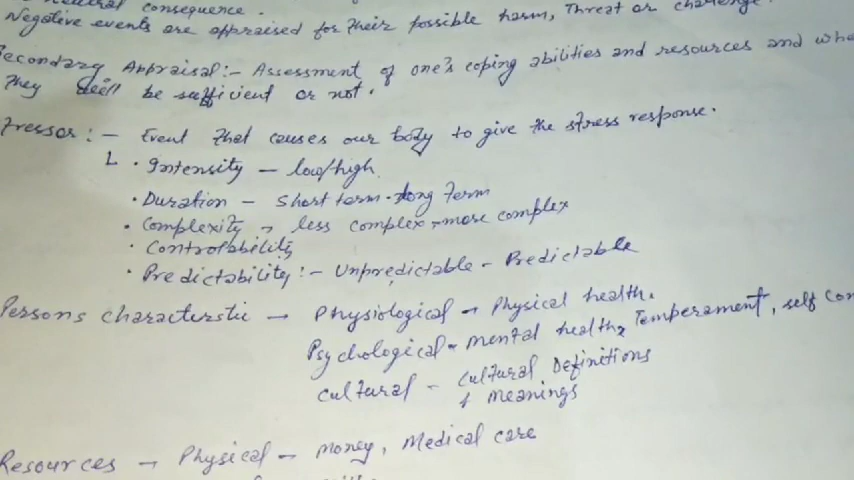 consequence.
Negative events are appraised for their possible harm, Threat or challenge.
Secondary Appraisal:- Assessment of one's coping abilities and resources and whe
They will be sufficient or not.
Tressor:- Event that causes our body to give the stress response.
L • Intensity - low/high
• Duration - Short term - long term
• Complexity → less complex - more complex
• Controlability
• Predictability:- Unpredictable - Predictable
Persons characterstic → Physiological → Physical health.
Psychological - mental health, Temperament, self con
Cultural - Cultural Definitions
& meanings
Resources → Physical → money, Medical care